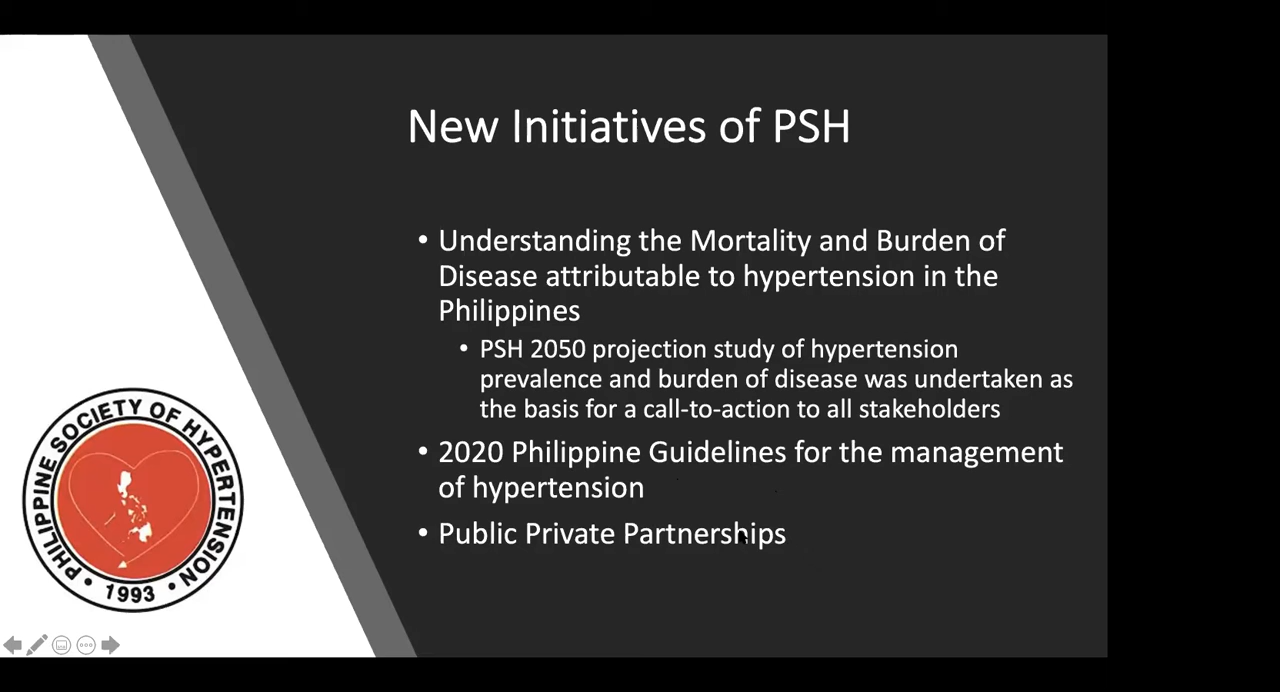 New Initiatives of PSH
• Understanding the Mortality and Burden of
Disease attributable to hypertension in the
Philippines
• PSH 2050 projection study of hypertension
prevalence and burden of disease was undertaken as
the basis for a call-to-action to all stakeholders
• 2020 Philippine Guidelines for the management
of hypertension
• Public Private Partnerships
PHILIPPINE SOCIETY OF HYPERTENSION
• 1993 •